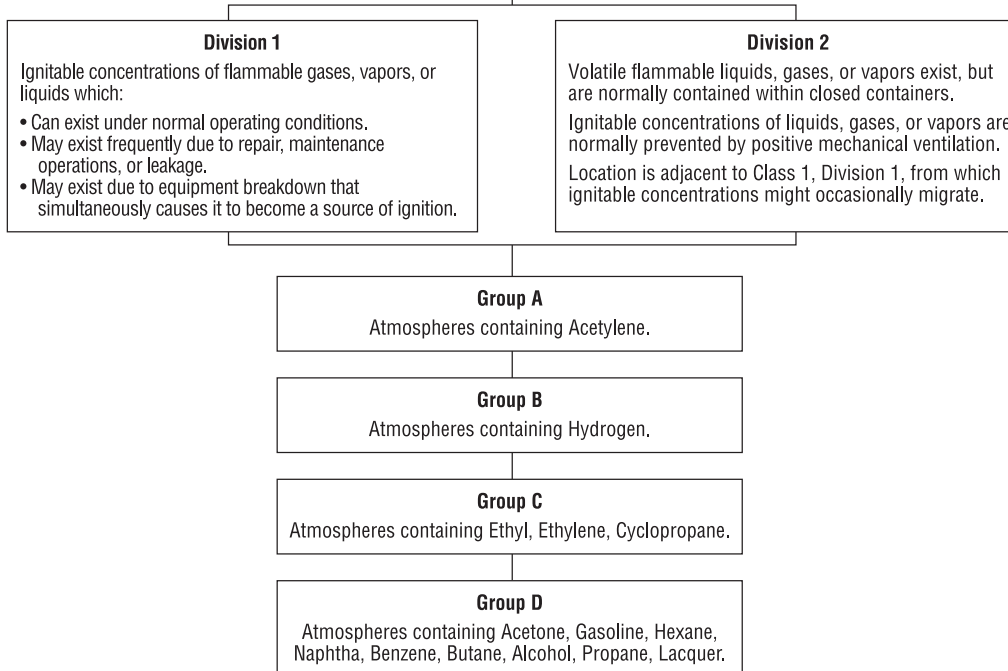 Division 1
Ignitable concentrations of flammable gases, vapors, or
liquids which:
• Can exist under normal operating conditions.
• May exist frequently due to repair, maintenance
operations, or leakage.
• May exist due to equipment breakdown that
simultaneously causes it to become a source of ignition.
Division 2
Volatile flammable liquids, gases, or vapors exist, but
are normally contained within closed containers.
Ignitable concentrations of liquids, gases, or vapors are
normally prevented by positive mechanical ventilation.
Location is adjacent to Class 1, Division 1, from which
ignitable concentrations might occasionally migrate.
Group A
Atmospheres containing Acetylene.
Group B
Atmospheres containing Hydrogen.
Group C
Atmospheres containing Ethyl, Ethylene, Cyclopropane.
Group D
Atmospheres containing Acetone, Gasoline, Hexane,
Naphtha, Benzene, Butane, Alcohol, Propane, Lacquer.